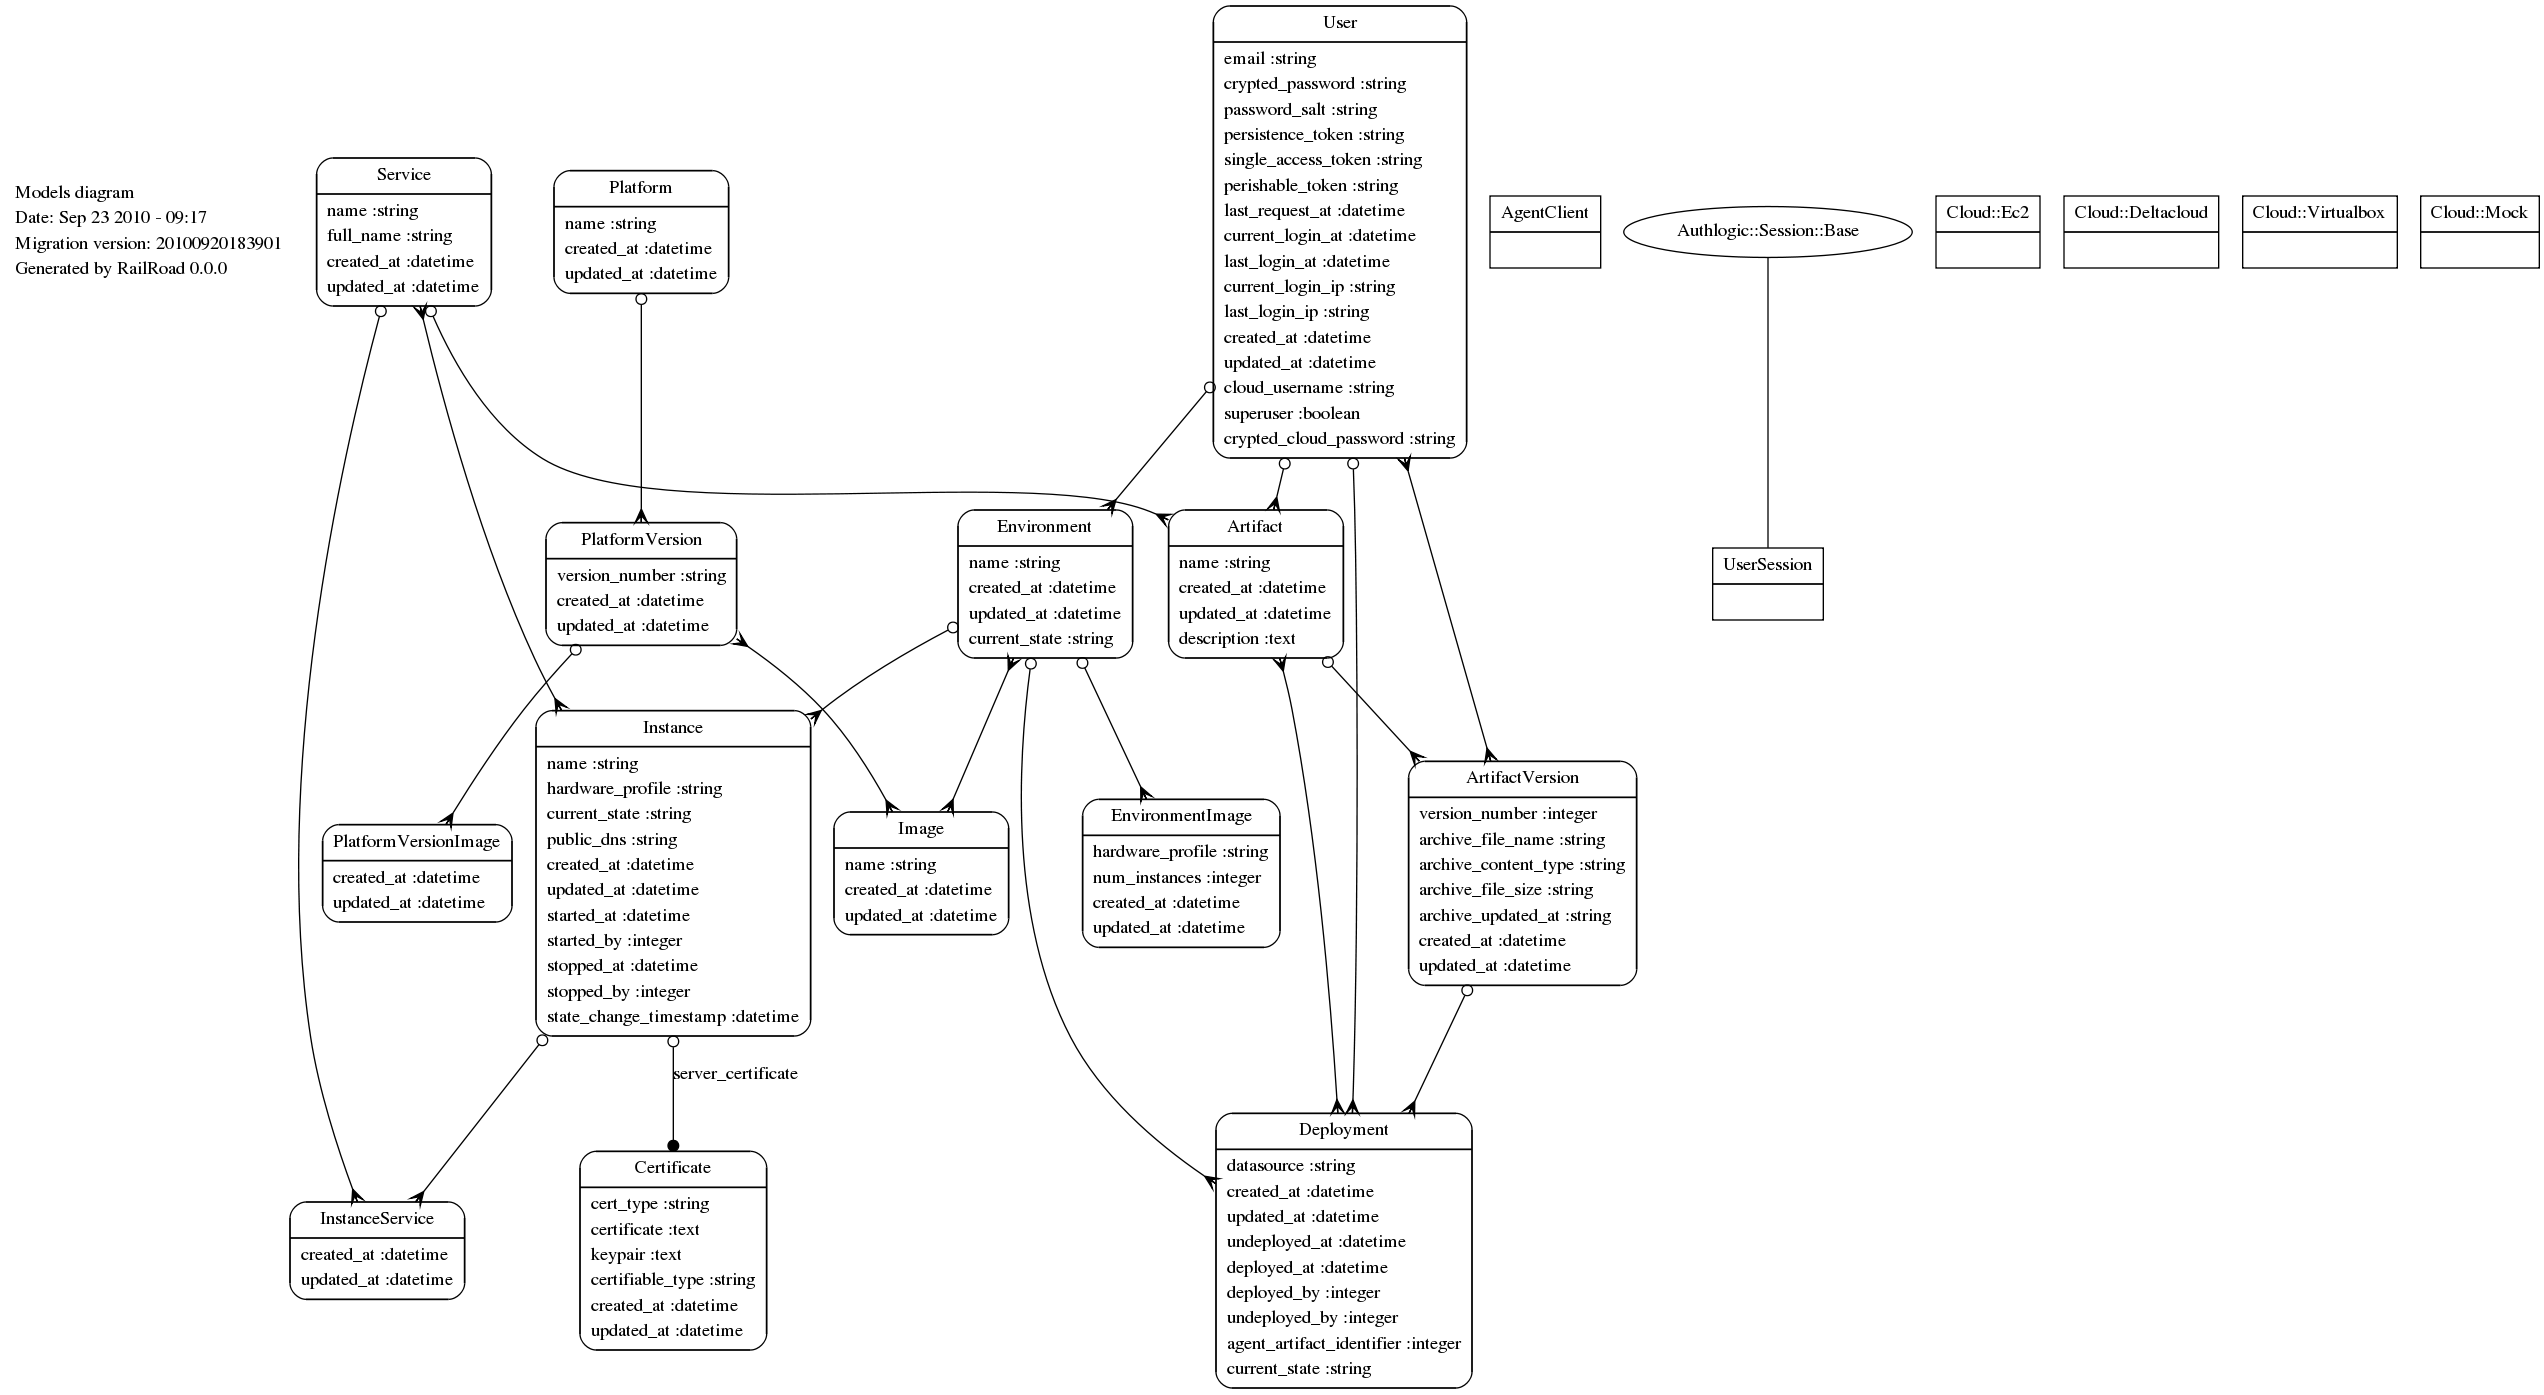 Models diagram
Date: Sep 23 2010 - 09:17
Migration version: 20100920183901
Generated by RailRoad 0.0.0
Service
name :string
full_name :string
created_at :datetime
updated_at :datetime
Platform
name :string
created_at :datetime
updated_at :datetime
User
email :string
crypted_password :string
password_salt :string
persistence_token :string
single_access_token :string
perishable_token :string
last_request_at :datetime
current_login_at :datetime
last_login_at :datetime
current_login_ip :string
last_login_ip :string
created_at :datetime
updated_at :datetime
cloud_username :string
superuser :boolean
crypted_cloud_password :string
AgentClient
Authlogic::Session::Base
Cloud::Ec2
Cloud::Deltacloud
Cloud::Virtualbox
Cloud::Mock
PlatformVersion
version_number :string
created_at :datetime
updated_at :datetime
Environment
name :string
created_at :datetime
updated_at :datetime
current_state :string
Artifact
name :string
created_at :datetime
updated_at :datetime
description :text
UserSession
Instance
name :string
hardware_profile :string
current_state :string
public_dns :string
created_at :datetime
updated_at :datetime
started_at :datetime
started_by :integer
stopped_at :datetime
stopped_by :integer
state_change_timestamp :datetime
PlatformVersionImage
created_at :datetime
updated_at :datetime
Image
name :string
created_at :datetime
updated_at :datetime
EnvironmentImage
hardware_profile :string
num_instances :integer
created_at :datetime
updated_at :datetime
ArtifactVersion
version_number :integer
archive_file_name :string
archive_content_type :string
archive_file_size :string
archive_updated_at :string
created_at :datetime
updated_at :datetime
server_certificate
InstanceService
created_at :datetime
updated_at :datetime
Certificate
cert_type :string
certificate :text
keypair :text
certifiable_type :string
created_at :datetime
updated_at :datetime
Deployment
datasource :string
created_at :datetime
updated_at :datetime
undeployed_at :datetime
deployed_at :datetime
deployed_by :integer
undeployed_by :integer
agent_artifact_identifier :integer
current_state :string